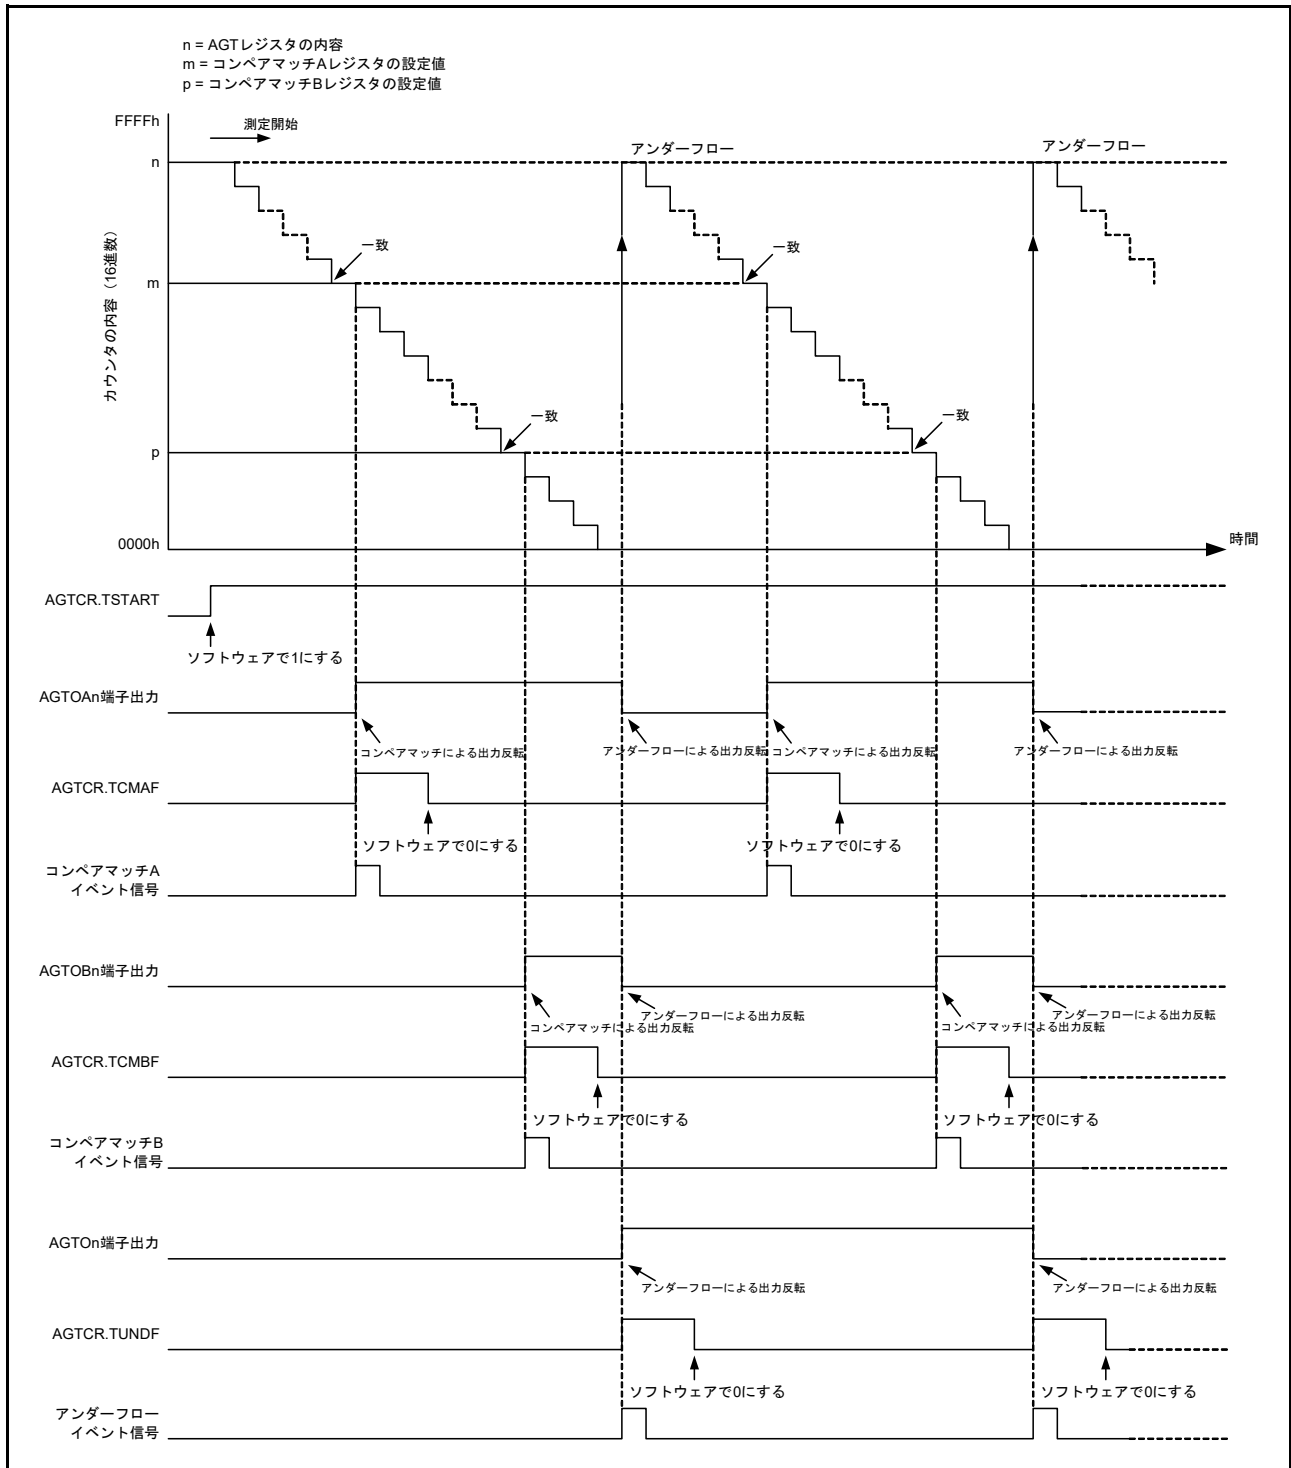 n = AGTレジスタの内容
m = コンペアマッチAレジスタの設定値
p = コンペアマッチBレジスタの設定値
FFFFh
測定開始
アンダーフロー
アンダーフロー
n
カウンタの内容（16進数）
一致
一致
m
一致
一致
p
0000h
時間
AGTCR.TSTART
ソフトウェアで1にする
AGTOAn端子出力
コンペアマッチによる出力反転
アンダーフローによる出力反転
コンペアマッチによる出力反転
アンダーフローによる出力反転
AGTCR.TCMAF
ソフトウェアで0にする
ソフトウェアで0にする
コンペアマッチA
イベント信号
AGTOBn端子出力
アンダーフローによる出力反転
アンダーフローによる出力反転
コンペアマッチによる出力反転
コンペアマッチによる出力反転
AGTCR.TCMBF
ソフトウェアで0にする
ソフトウェアで0にする
コンペアマッチB
イベント信号
AGTOn端子出力
アンダーフローによる出力反転
アンダーフローによる出力反転
AGTCR.TUNDF
ソフトウェアで0にする
ソフトウェアで0にする
アンダーフロー
イベント信号